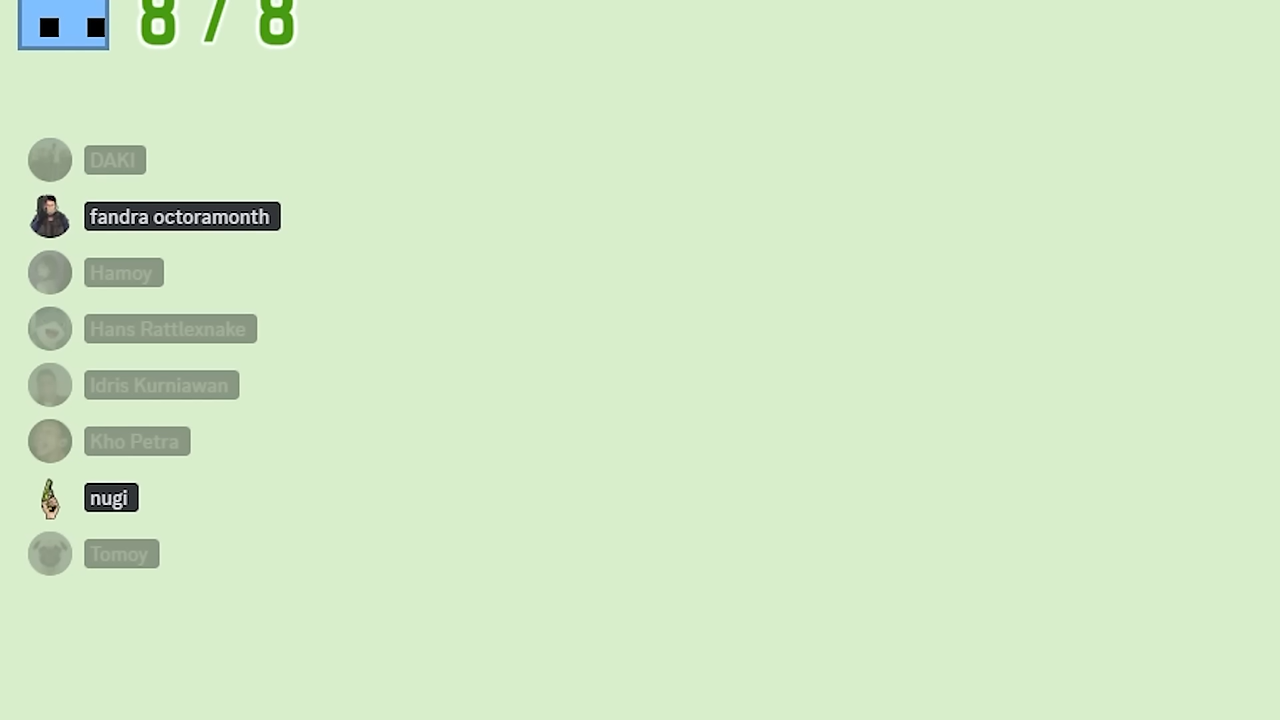 8 / 8
DAKI
fandra octoramonth
Hamoy
Hans Rattlexnake
Idris Kurniawan
Kho Petra
nugi
Tomoy